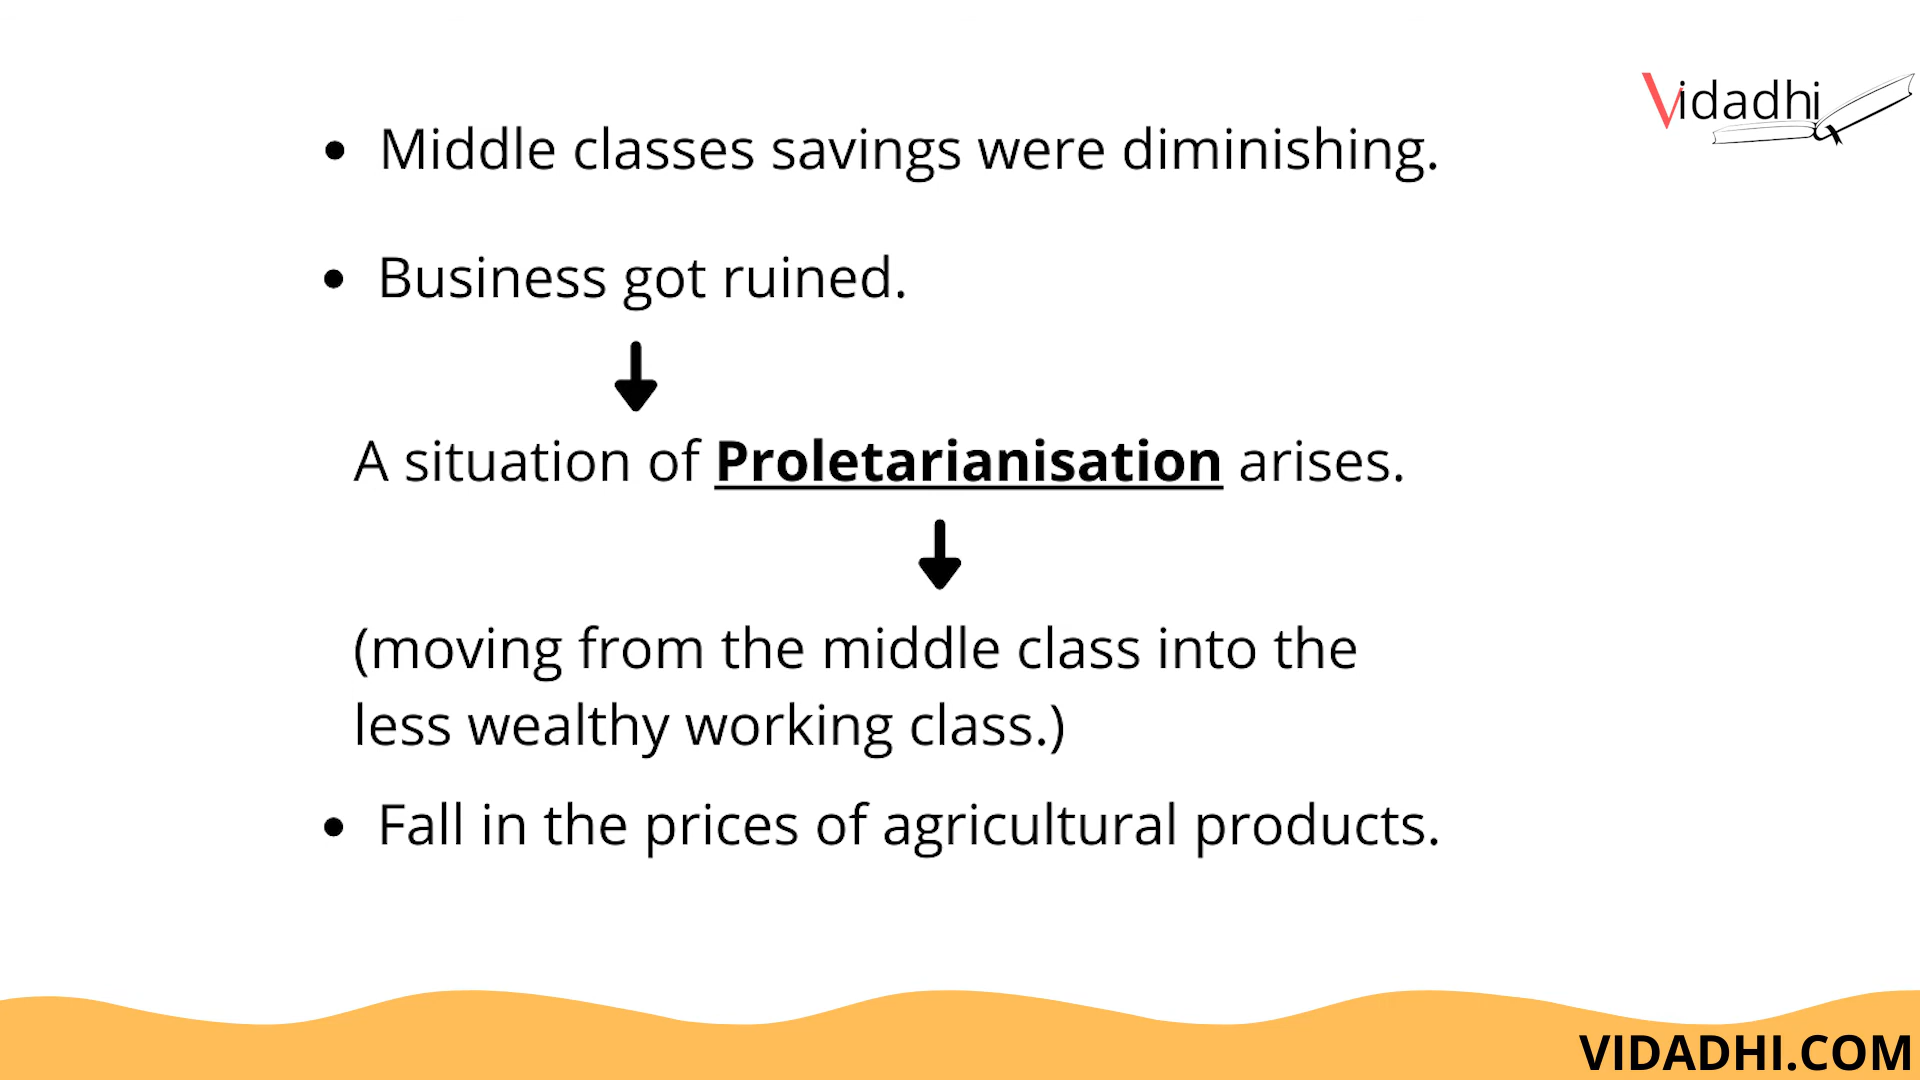 Vidadhi
• Middle classes savings were diminishing.
• Business got ruined.
A situation of Proletarianisation arises.
(moving from the middle class into the
less wealthy working class.)
• Fall in the prices of agricultural products.
VIDADHI.COM